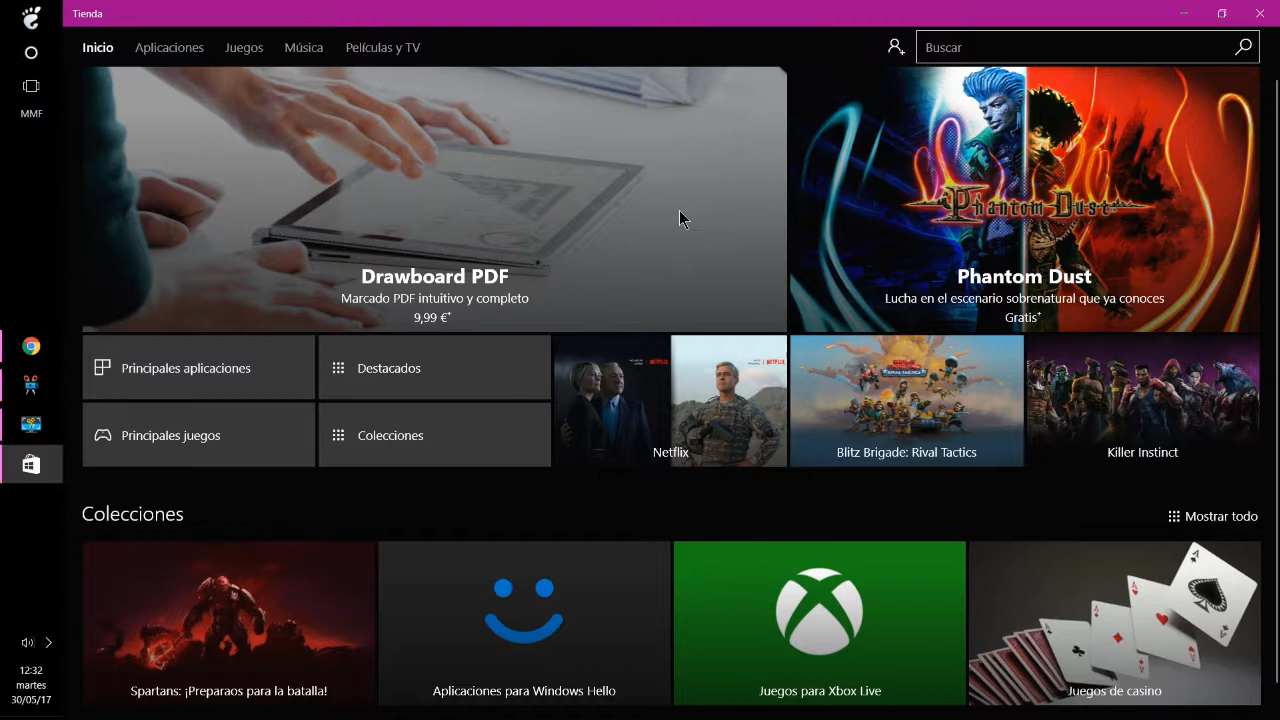 Tienda
Inicio
Aplicaciones
Juegos
Música
Películas y TV
Buscar
MMF
Phantom Dust
Drawboard PDF
Marcado PDF intuitivo y completo
9,99 €*
Phantom Dust
Lucha en el escenario sobrenatural que ya conoces
Gratis*
Principales aplicaciones
Destacados
Principales juegos
Colecciones
NETFLIX
NETFLIX
Netflix
RIVAL TACTICS
Blitz Brigade: Rival Tactics
Killer Instinct
Colecciones
Mostrar todo
Spartans: ¡Preparaos para la batalla!
Aplicaciones para Windows Hello
Juegos para Xbox Live
A
A
A
A
Juegos de casino
12:32
martes
30/05/17